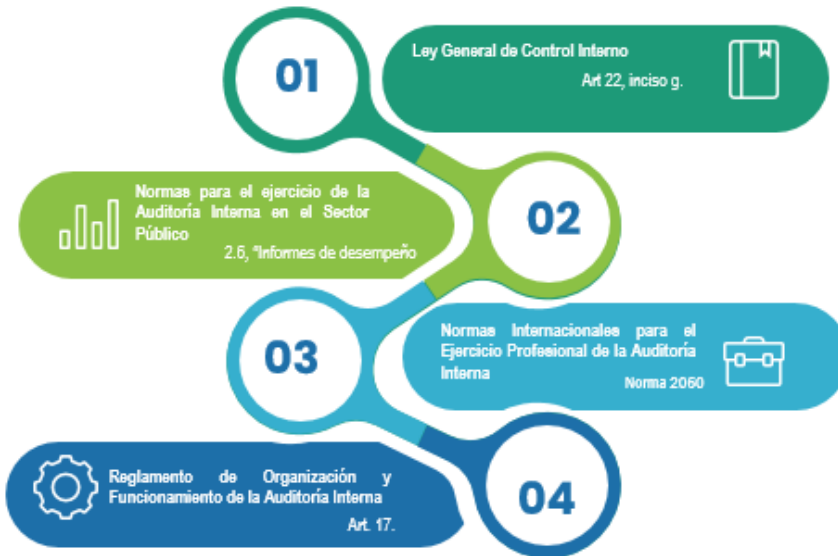 01
Ley General de Control Interno
Art 22, inciso g.
Normas para el ejercicio de la
Auditoría Interna en el Sector
Público
2.6, "Informes de desempeño
02
03
Normas Internacionales para el
Ejercicio Profesional de la Auditoría
Interna
Norma 2060
Reglamento de Organización y
Funcionamiento de la Auditoría Interna
Art. 17.
04